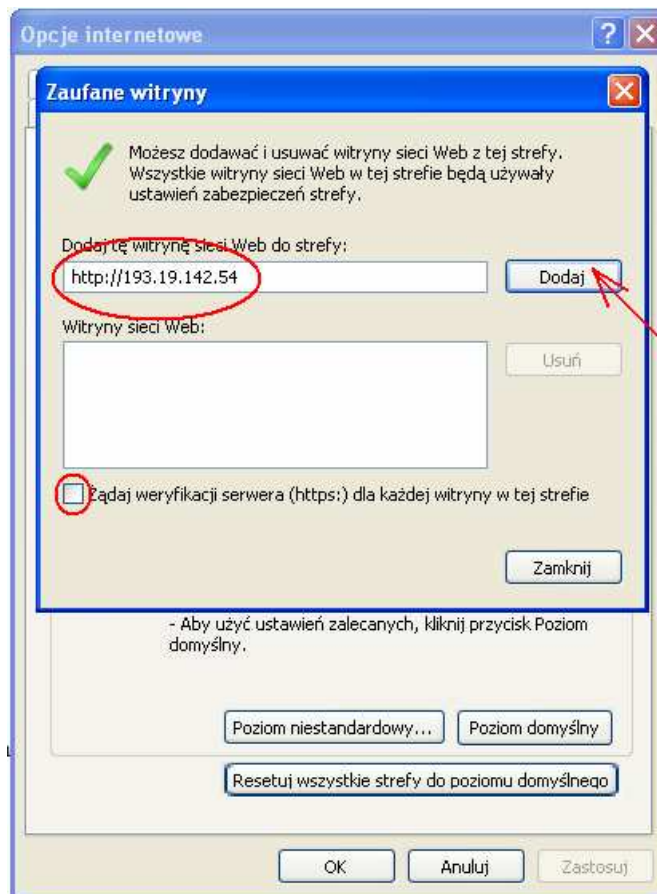 Opcje internetowe
Zaufane witryny
Możesz dodawać i usuwać witryny sieci Web z tej strefy.
Wszystkie witryny sieci Web w tej strefie będą używały
ustawień zabezpieczeń strefy.
Dodaj tę witrynę sieci Web do strefy:
http://193.19.142.54
Dodaj
Witryny sieci Web:
Usuń
Żądaj weryfikacji serwera (https:) dla każdej witryny w tej strefie
Zamknij
- Aby użyć ustawień zalecanych, kliknij przycisk Poziom
domyślny.
Poziom niestandardowy... Poziom domyślny
Resetuj wszystkie strefy do poziomu domyślnego
OK Anuluj Zastosuj